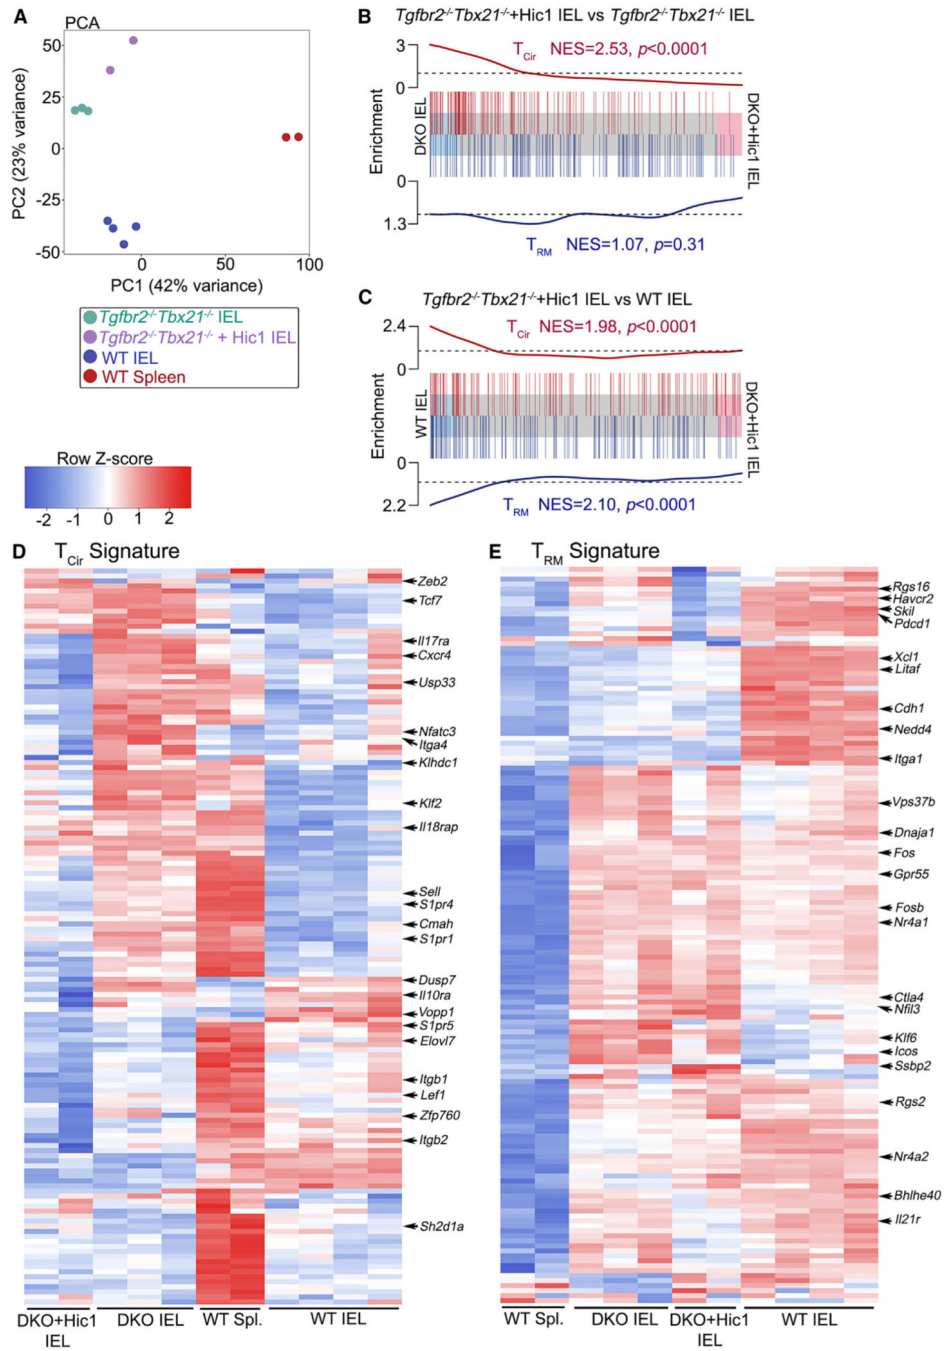 A
PCA
50
25
0
-25
-50
PC2 (23% variance)
0
50
100
PC1 (42% variance)
Tgfbr2-/-Tbx21-/- IEL
Tgfbr2-/-Tbx21-/- + Hic1 IEL
WT IEL
WT Spleen
B
Tgfbr2-/-Tbx21-/-+Hic1 IEL vs Tgfbr2-/-Tbx21-/- IEL
3
0
TCir NES=2.53, p<0.0001
Enrichment
DKO IEL
DKO+Hic1 IEL
0
1.3
TRM NES=1.07, p=0.31
C
Tgfbr2-/-Tbx21-/-+Hic1 IEL vs WT IEL
2.4
0
TCir NES=1.98, p<0.0001
Enrichment
WT IEL
DKO+Hic1 IEL
0
2.2
TRM NES=2.10, p<0.0001
Row Z-score
-2 -1 0 1 2
D
TCir Signature
Zeb2
Tcf7
Il17ra
Cxcr4
Usp33
Nfatc3
Itga4
Klhdc1
Klf2
Il18rap
Sell
S1pr4
Cmah
S1pr1
Dusp7
Il10ra
Vopp1
S1pr5
Elovl7
Itgb1
Lef1
Zfp760
Itgb2
Sh2d1a
DKO+Hic1
IEL
DKO IEL
WT Spl.
WT IEL
E
TRM Signature
Rgs16
Havcr2
Skil
Pdcd1
Xcl1
Litaf
Cdh1
Nedd4
Itga1
Vps37b
Dnaja1
Fos
Gpr55
Fosb
Nr4a1
Ctla4
Nfil3
Klf6
Icos
Ssbp2
Rgs2
Nr4a2
Bhlhe40
Il21r
WT Spl.
DKO IEL
DKO+Hic1
IEL
WT IEL